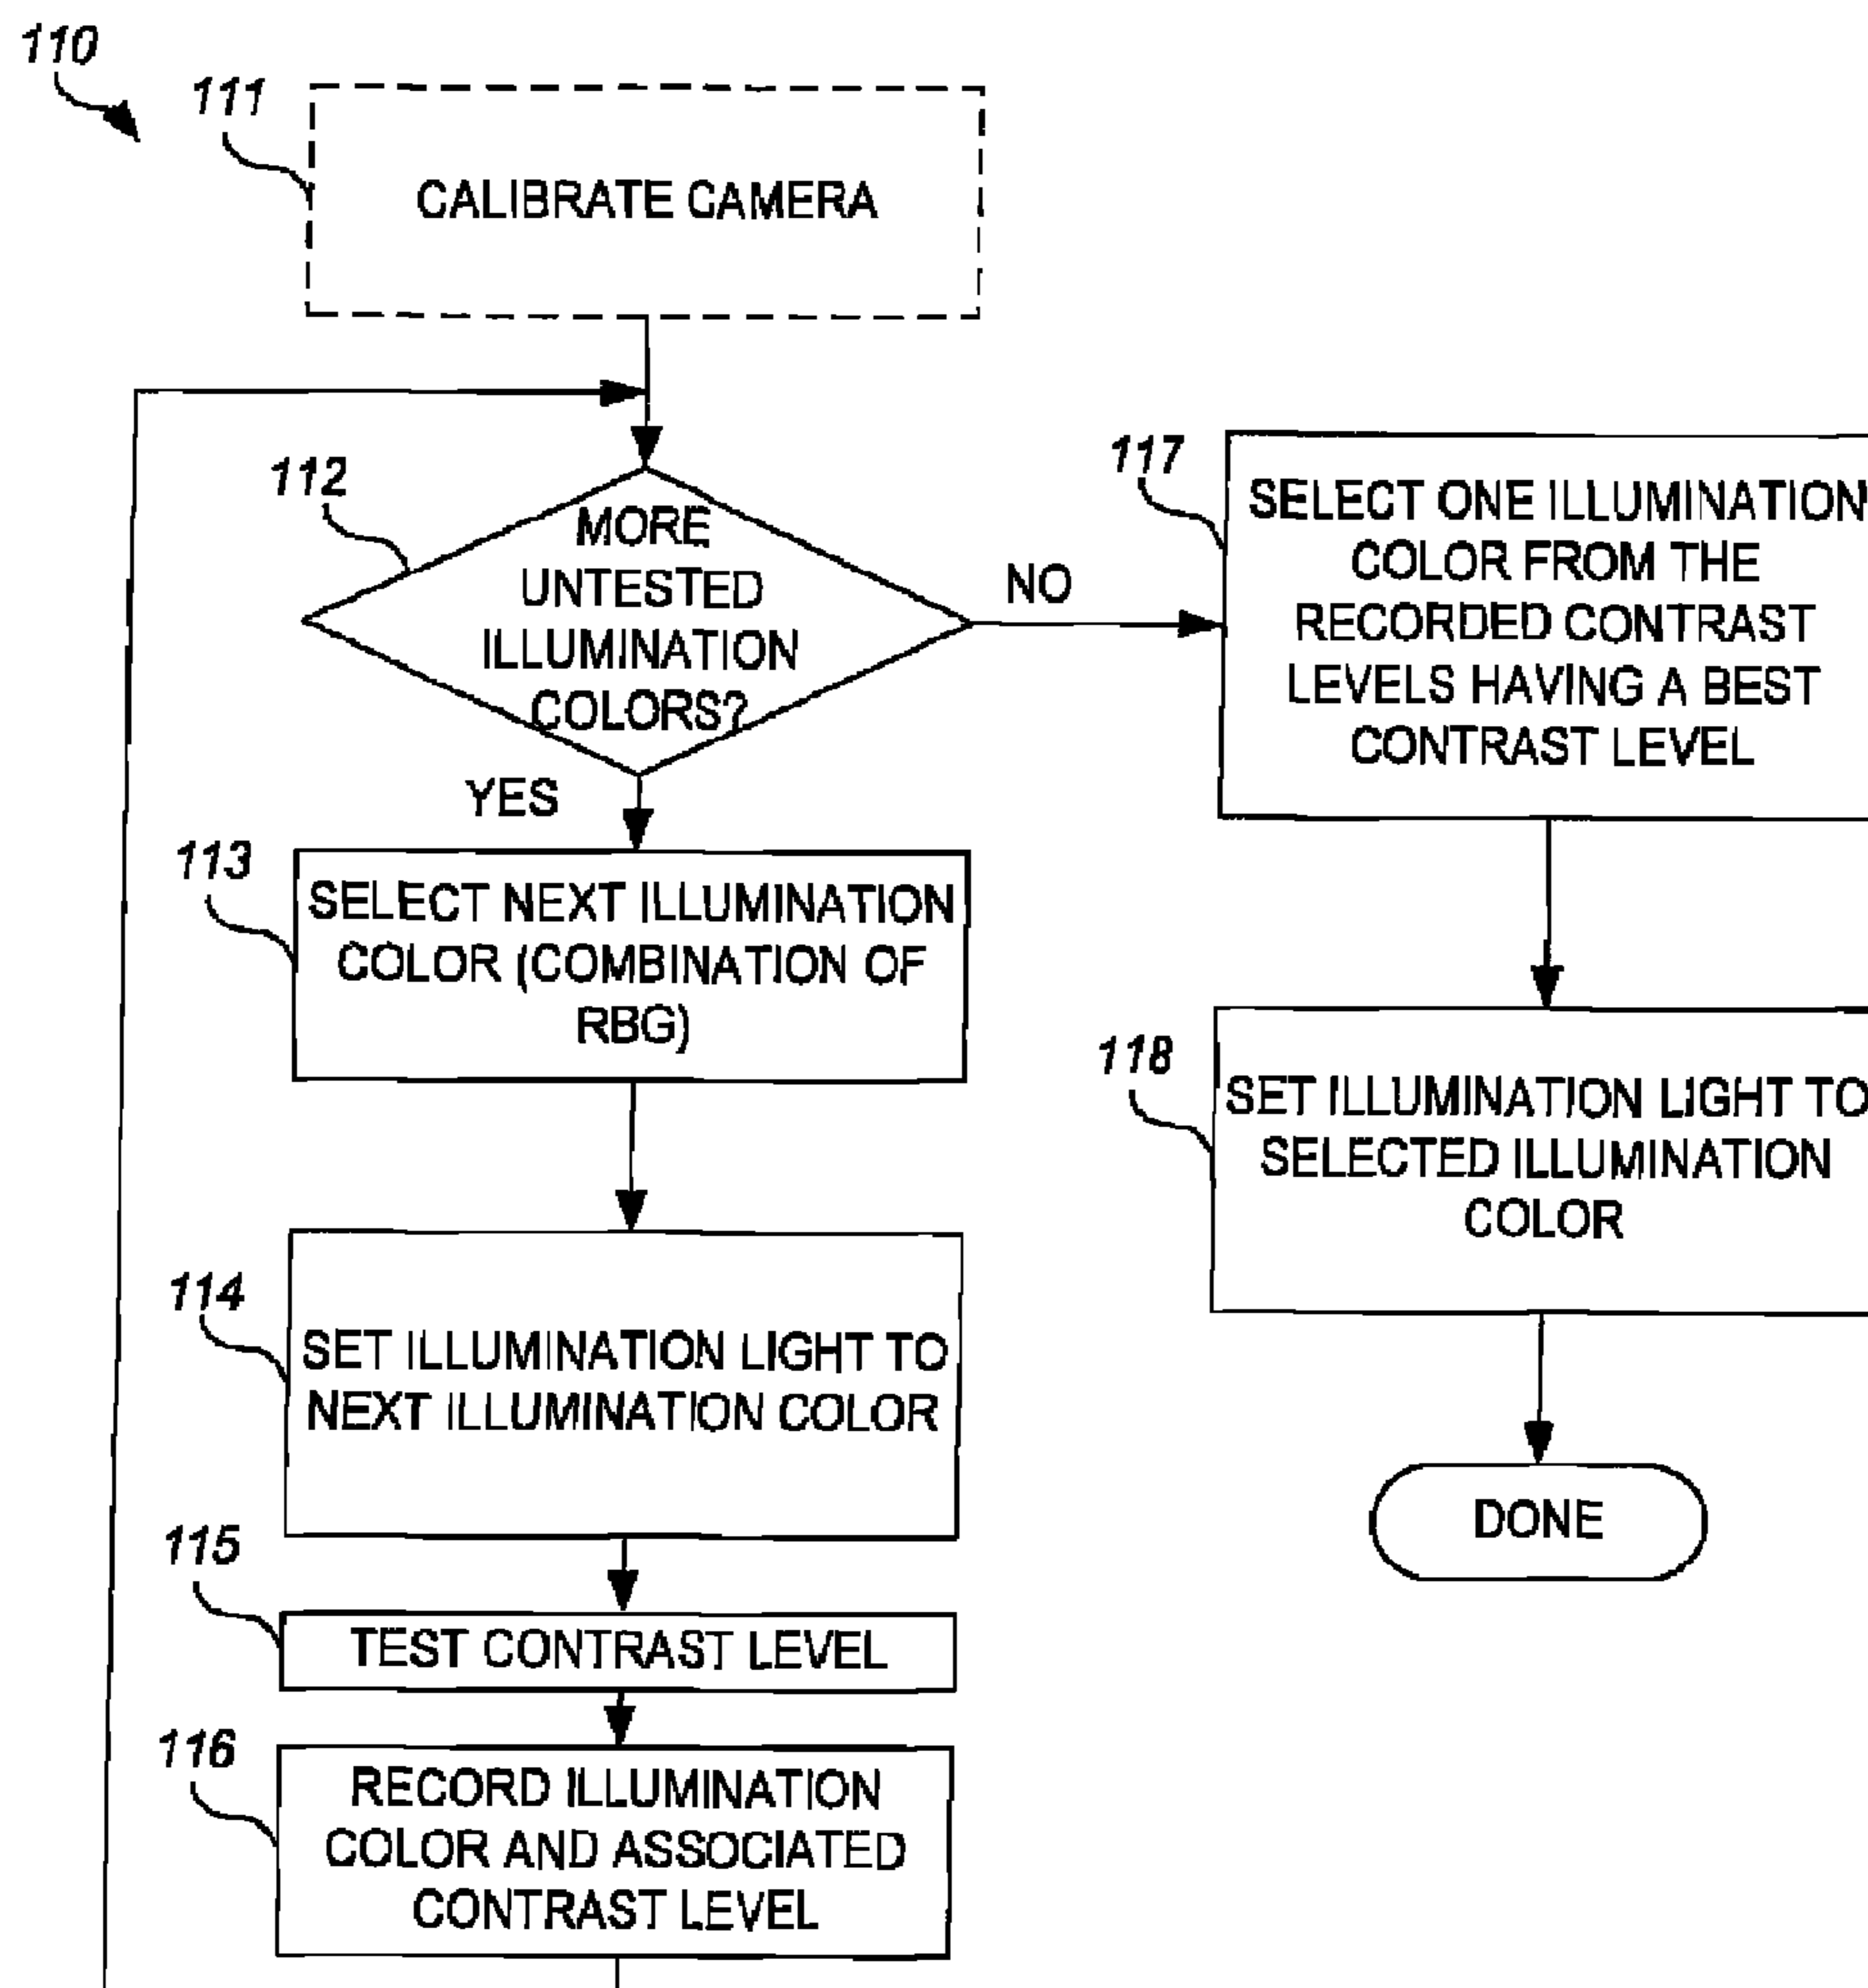 110
111
CALIBRATE CAMERA
112
MORE
UNTESTED
ILLUMINATION
COLORS?
NO
YES
113
SELECT NEXT ILLUMINATION
COLOR (COMBINATION OF
RBG)
114
SET ILLUMINATION LIGHT TO
NEXT ILLUMINATION COLOR
115
TEST CONTRAST LEVEL
116
RECORD ILLUMINATION
COLOR AND ASSOCIATED
CONTRAST LEVEL
117
SELECT ONE ILLUMINATION
COLOR FROM THE
RECORDED CONTRAST
LEVELS HAVING A BEST
CONTRAST LEVEL
118
SET ILLUMINATION LIGHT TO
SELECTED ILLUMINATION
COLOR
DONE